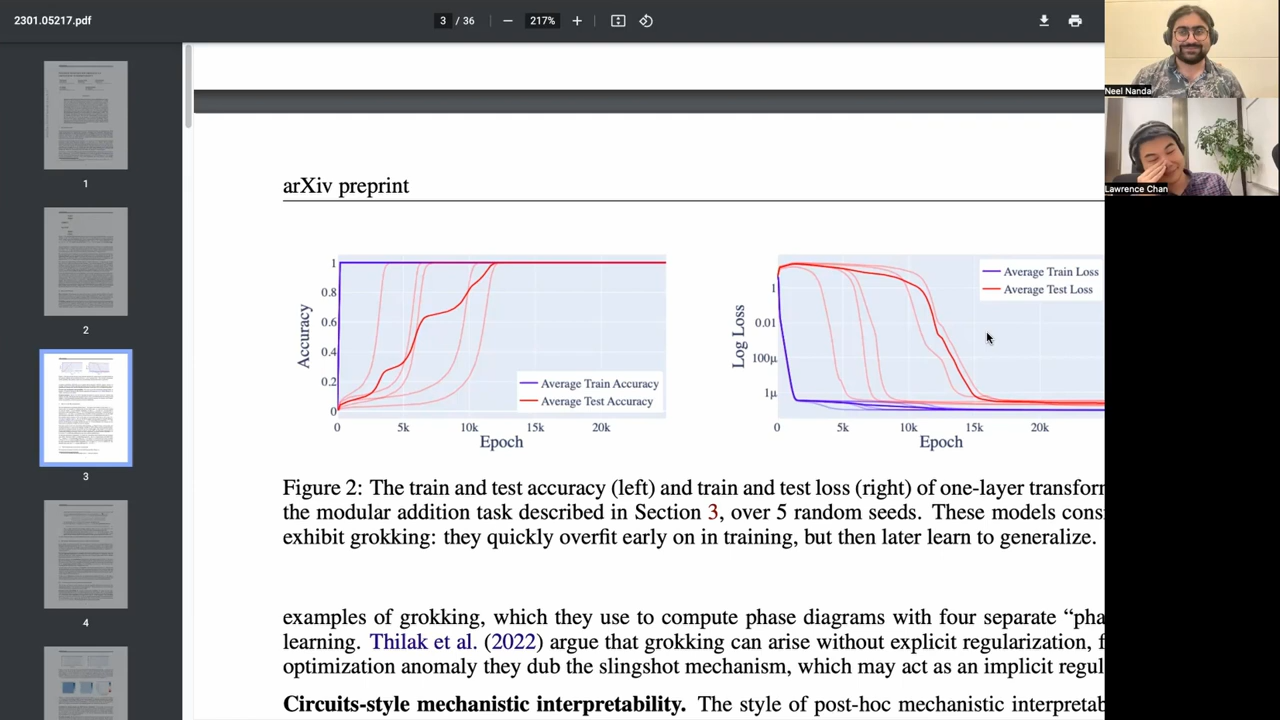 2301.05217.pdf
3 / 36
217%
Neel Nanda
Lawrence Chan
1
2
3
4
arXiv preprint
1
0.8
0.6
0.4
0.2
0
Accuracy
0 5k 10k 15k 20k
Epoch
Average Train Accuracy
Average Test Accuracy
1
0.01
100μ
1μ
Log Loss
0 5k 10k 15k 20k
Epoch
Average Train Loss
Average Test Loss
Figure 2: The train and test accuracy (left) and train and test loss (right) of one-layer transform
the modular addition task described in Section 3, over 5 random seeds. These models cons
exhibit grokking: they quickly overfit early on in training, but then later learn to generalize.
examples of grokking, which they use to compute phase diagrams with four separate “pha
learning. Thilak et al. (2022) argue that grokking can arise without explicit regularization, f
optimization anomaly they dub the slingshot mechanism, which may act as an implicit regul
Circuits-style mechanistic interpretability. The style of post-hoc mechanistic interpretab